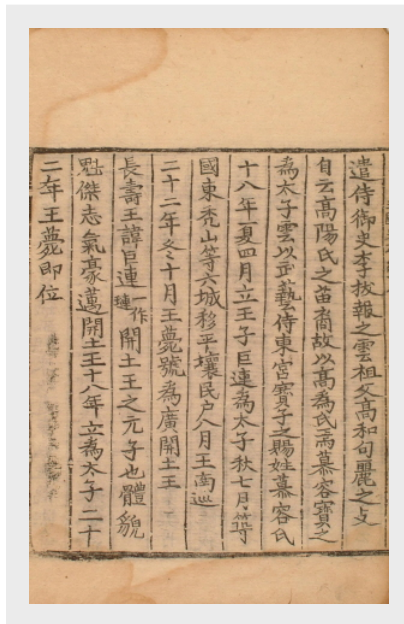 遣侍御史李拔報之雲祖父高和句麗之支
自云高陽氏之苗裔故以高為氏焉慕容寶之
為太子雲以武藝侍東宮寶子之賜姓慕容氏
十八年夏四月立王子巨連為太子秋七月築
國東禿山等六城移平壤民户八月王南巡
二十二年冬十月王薨號為廣開土王
長壽王諱巨連一作璉開土王之元子也體貌
魁傑志氣豪邁開土王十八年立為太子二十
二年王薨即位